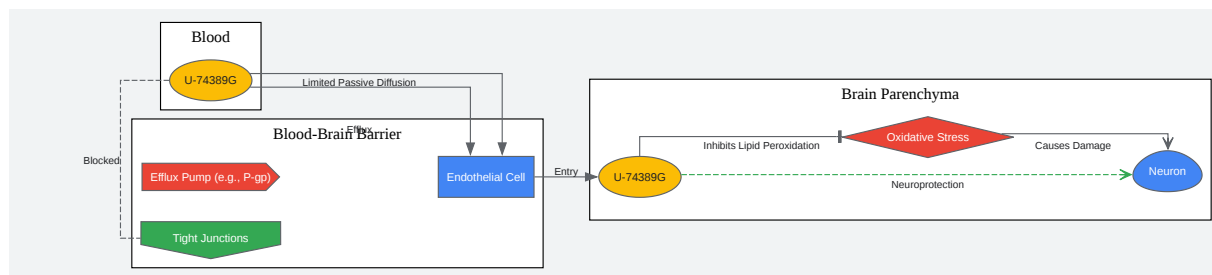 Blood
U-74389G
Limited Passive Diffusion
Efflux
Blood-Brain Barrier
Blocked
Efflux Pump (e.g., P-gp)
Tight Junctions
Endothelial Cell
Entry
Brain Parenchyma
U-74389G
Inhibits Lipid Peroxidation
Oxidative Stress
Causes Damage
Neuroprotection
Neuron